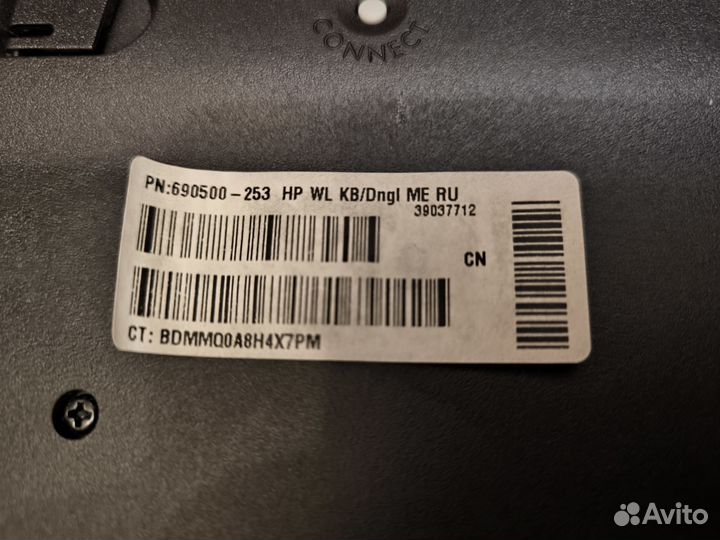 CONNECT
PN:690500-253 HP WL KB/Dngl ME RU
39037712
CN
CT: BDMMQ0A8H4X7PM
Avito